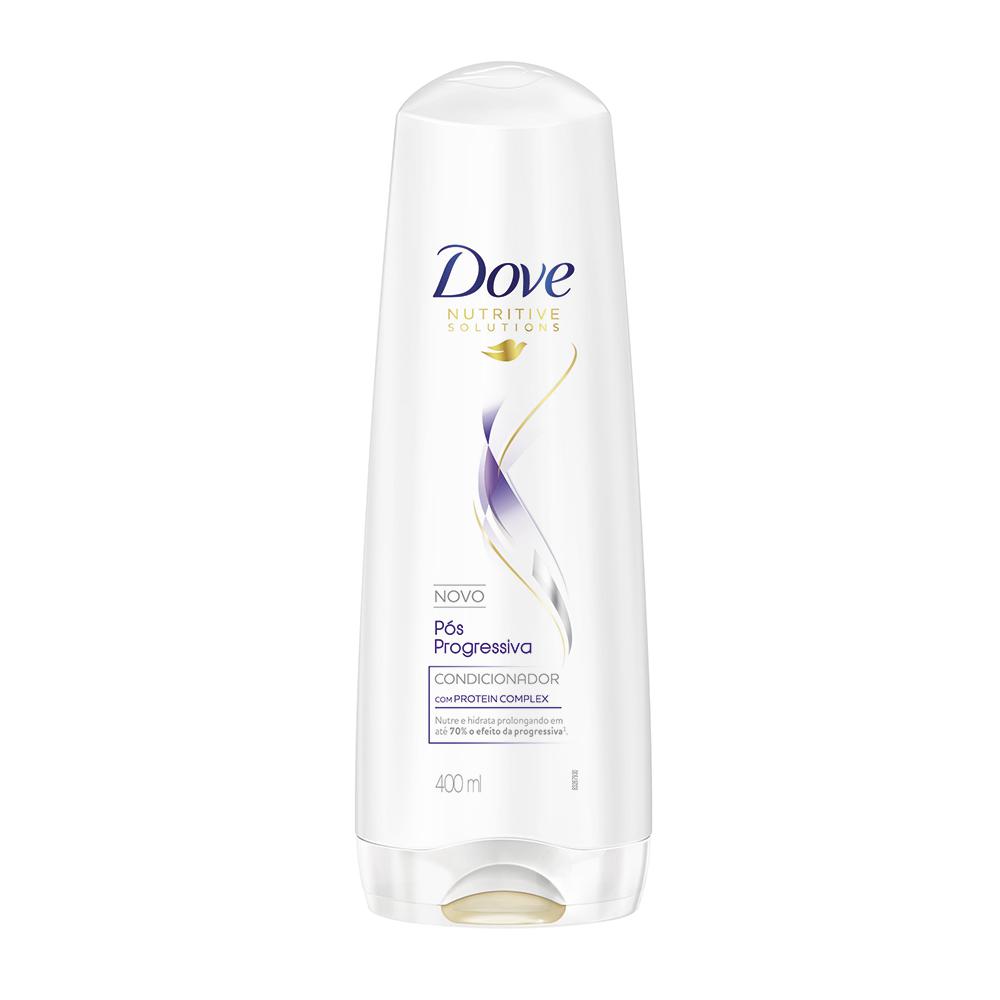 Dove
NUTRITIVE
SOLUTIONS
NOVO
Pós
Progressiva
CONDICIONADOR
COM PROTEIN COMPLEX
Nutre e hidrata prolongando em
até 70% o efeito da progressiva¹.
400 ml